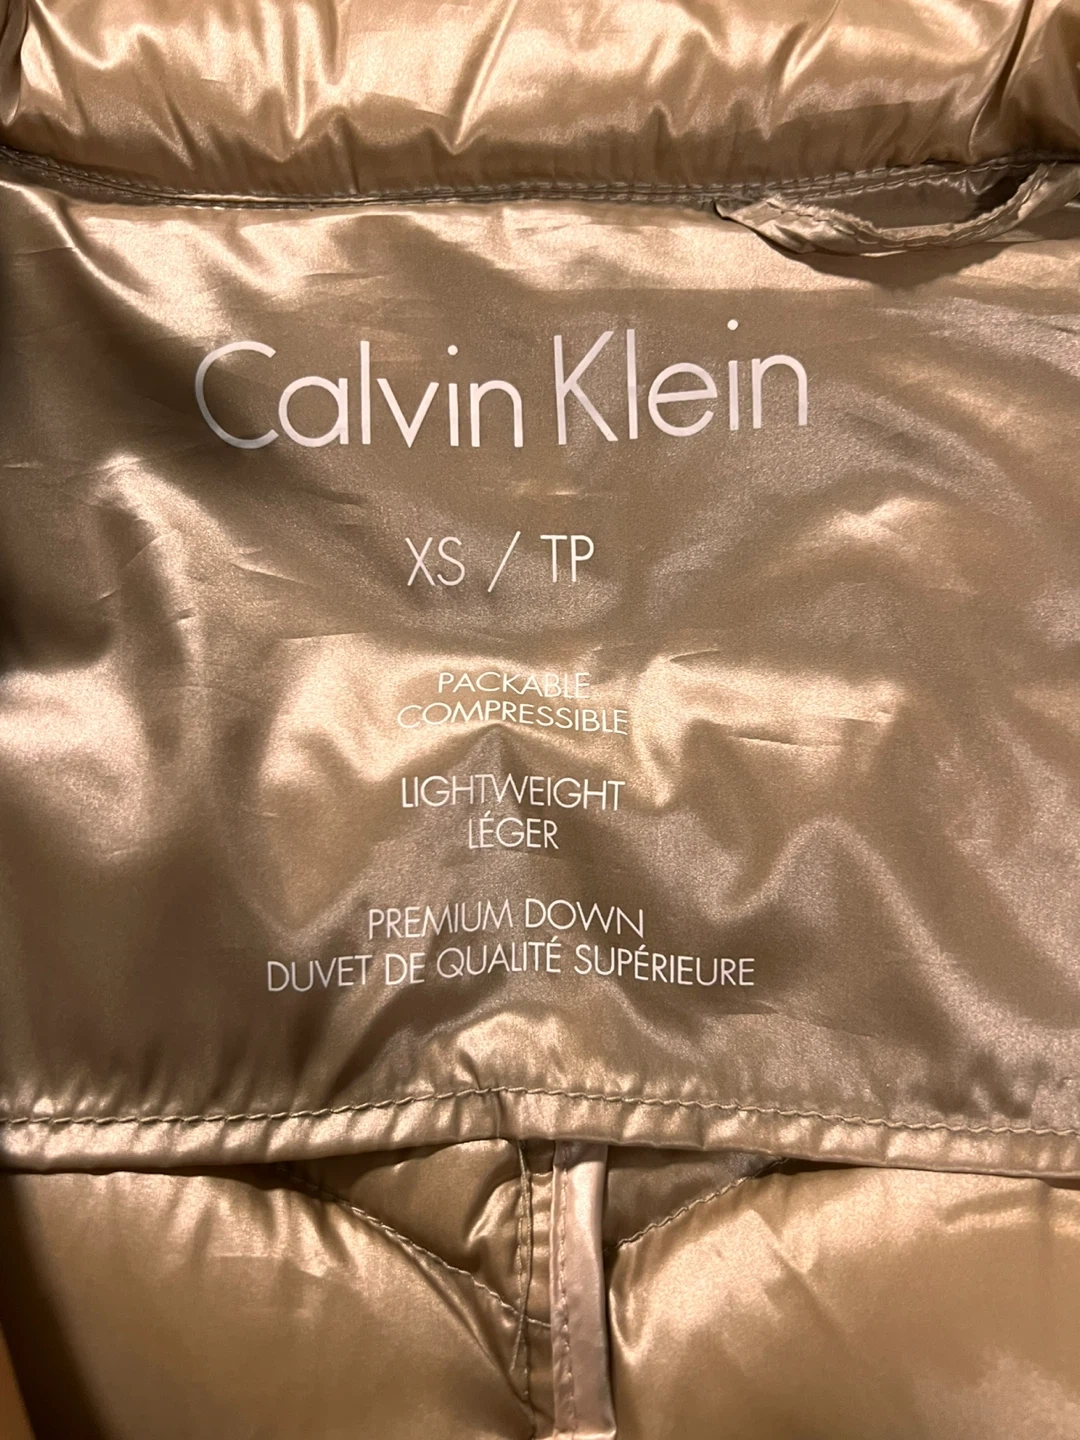 Calvin Klein
XS / TP
PACKABLE
COMPRESSIBLE
LIGHTWEIGHT
LÉGER
PREMIUM DOWN
DUVET DE QUALITÉ SUPÉRIEURE